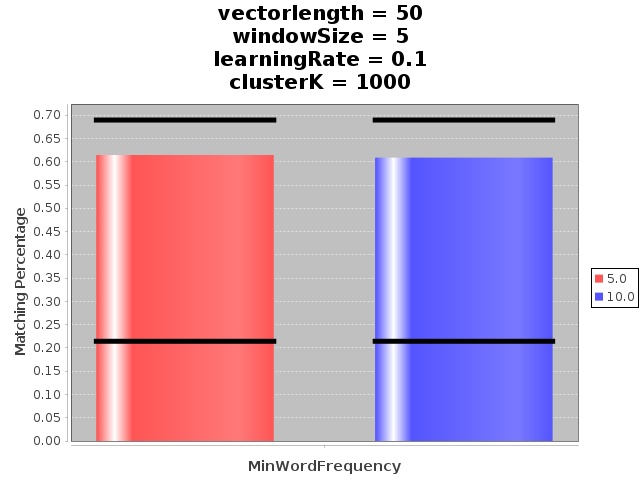 vectorlength = 50
windowSize = 5
learningRate = 0.1
clusterK = 1000
0.70
0.65
0.60
0.55
0.50
0.45
0.40
0.35
0.30
0.25
0.20
0.15
0.10
0.05
0.00
Matching Percentage
MinWordFrequency
5.0
10.0